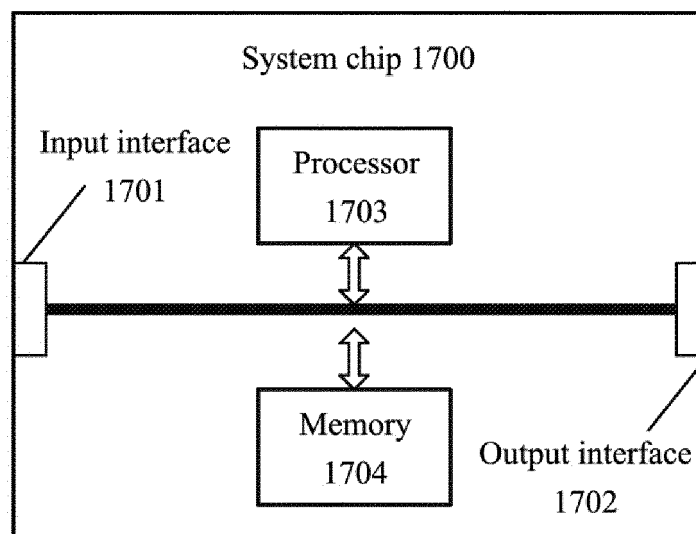 System chip 1700
Input interface
1701
Processor
1703
Memory
1704
Output interface
1702